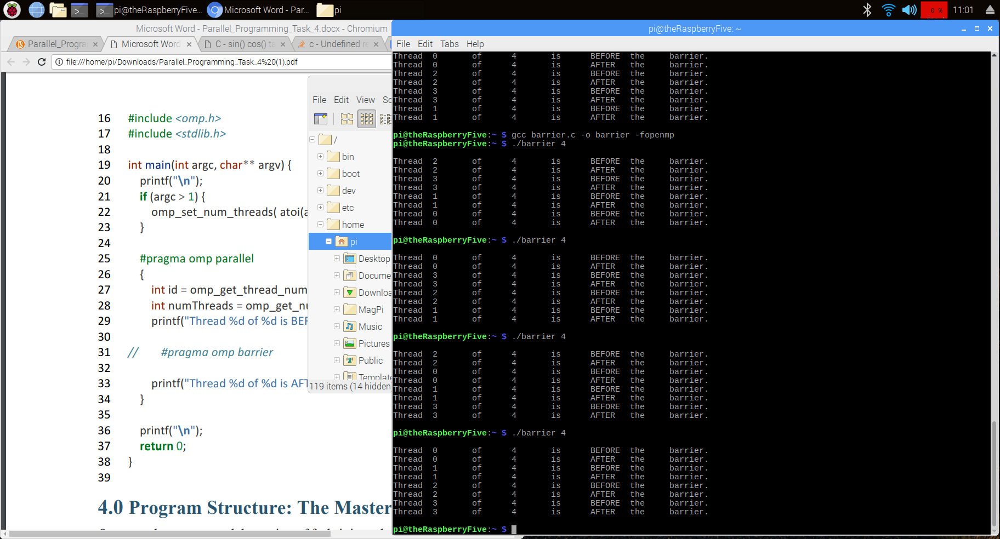 pi@theRaspberryFive... Microsoft Word - Par... pi 0 % 11:01
Microsoft Word - Parallel_Programming_Task_4.docx - Chromium
Parallel_Progra Microsoft Word C - sin() cos() ta c - Undefined re
file:///home/pi/Downloads/Parallel_Programming_Task_4%20(1).pdf
16 #include <omp.h>
17 #include <stdlib.h>
18
19 int main(int argc, char** argv) {
20 printf("\n");
21 if (argc > 1) {
22 omp_set_num_threads( atoi(a
23 }
24
25 #pragma omp parallel
26 {
27 int id = omp_get_thread_num
28 int numThreads = omp_get_nu
29 printf("Thread %d of %d is BEF
30
31 // #pragma omp barrier
32
33 printf("Thread %d of %d is AFT
34 }
35
36 printf("\n");
37 return 0;
38 }
39
4.0 Program Structure: The Master
File Edit View Sc
/
bin
boot
dev
etc
home
pi
Desktop
Docume
Downloa
MagPi
Music
Pictures
Public
Template
119 items (14 hidden)
pi@theRaspberryFive: ~
File Edit Tabs Help
Thread 0 of 4 is BEFORE the barrier.
Thread 0 of 4 is AFTER the barrier.
Thread 2 of 4 is BEFORE the barrier.
Thread 2 of 4 is AFTER the barrier.
Thread 3 of 4 is BEFORE the barrier.
Thread 3 of 4 is AFTER the barrier.
Thread 1 of 4 is BEFORE the barrier.
Thread 1 of 4 is AFTER the barrier.
pi@theRaspberryFive:~ $ gcc barrier.c -o barrier -fopenmp
pi@theRaspberryFive:~ $ ./barrier 4
Thread 2 of 4 is BEFORE the barrier.
Thread 2 of 4 is AFTER the barrier.
Thread 3 of 4 is BEFORE the barrier.
Thread 3 of 4 is AFTER the barrier.
Thread 1 of 4 is BEFORE the barrier.
Thread 1 of 4 is AFTER the barrier.
Thread 0 of 4 is BEFORE the barrier.
Thread 0 of 4 is AFTER the barrier.
pi@theRaspberryFive:~ $ ./barrier 4
Thread 0 of 4 is BEFORE the barrier.
Thread 0 of 4 is AFTER the barrier.
Thread 3 of 4 is BEFORE the barrier.
Thread 3 of 4 is AFTER the barrier.
Thread 2 of 4 is BEFORE the barrier.
Thread 2 of 4 is AFTER the barrier.
Thread 1 of 4 is BEFORE the barrier.
Thread 1 of 4 is AFTER the barrier.
pi@theRaspberryFive:~ $ ./barrier 4
Thread 2 of 4 is BEFORE the barrier.
Thread 2 of 4 is AFTER the barrier.
Thread 0 of 4 is BEFORE the barrier.
Thread 0 of 4 is AFTER the barrier.
Thread 1 of 4 is BEFORE the barrier.
Thread 1 of 4 is AFTER the barrier.
Thread 3 of 4 is BEFORE the barrier.
Thread 3 of 4 is AFTER the barrier.
pi@theRaspberryFive:~ $ ./barrier 4
Thread 0 of 4 is BEFORE the barrier.
Thread 0 of 4 is AFTER the barrier.
Thread 1 of 4 is BEFORE the barrier.
Thread 1 of 4 is AFTER the barrier.
Thread 2 of 4 is BEFORE the barrier.
Thread 2 of 4 is AFTER the barrier.
Thread 3 of 4 is BEFORE the barrier.
Thread 3 of 4 is AFTER the barrier.
pi@theRaspberryFive:~ $